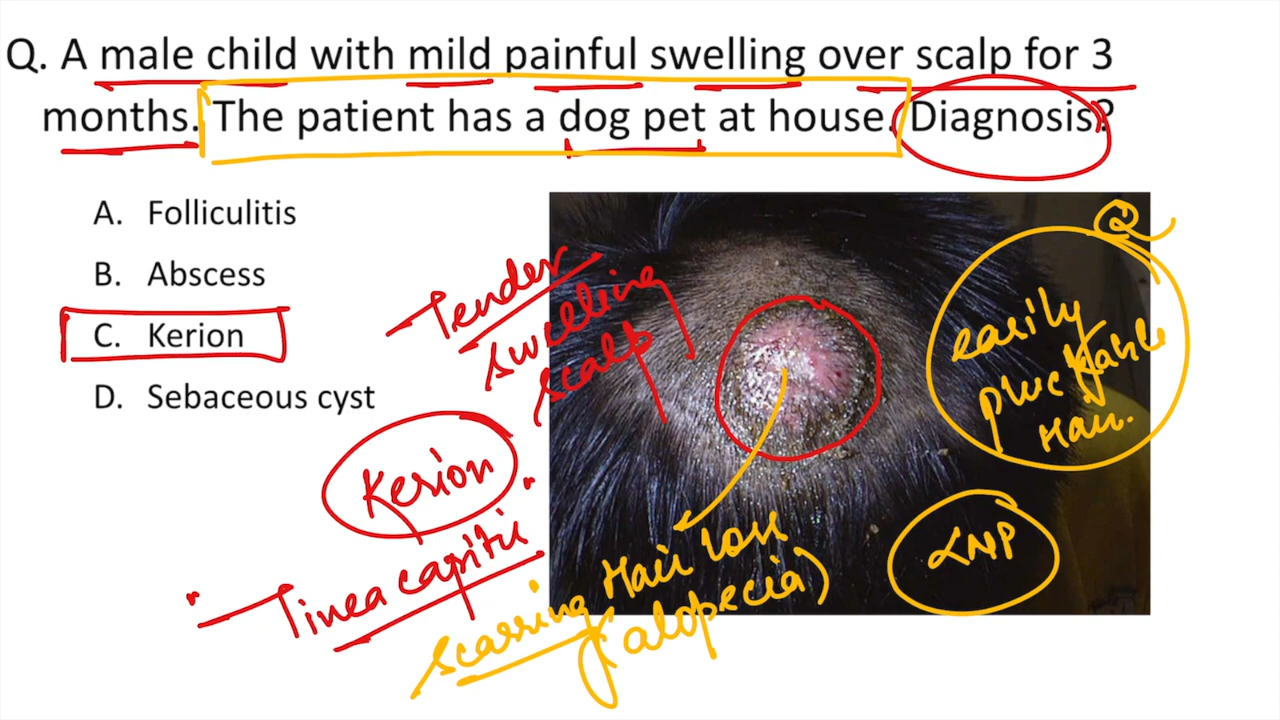 Q. A male child with mild painful swelling over scalp for 3
months. The patient has a dog pet at house. Diagnosis?
A. Folliculitis
B. Abscess
C. Kerion
D. Sebaceous cyst
Tender
swelling
scalp
Kerion
"Tinea capitis"
Hair loss
scarring (alopecia)
easily
pluckable
Hair.
LNP